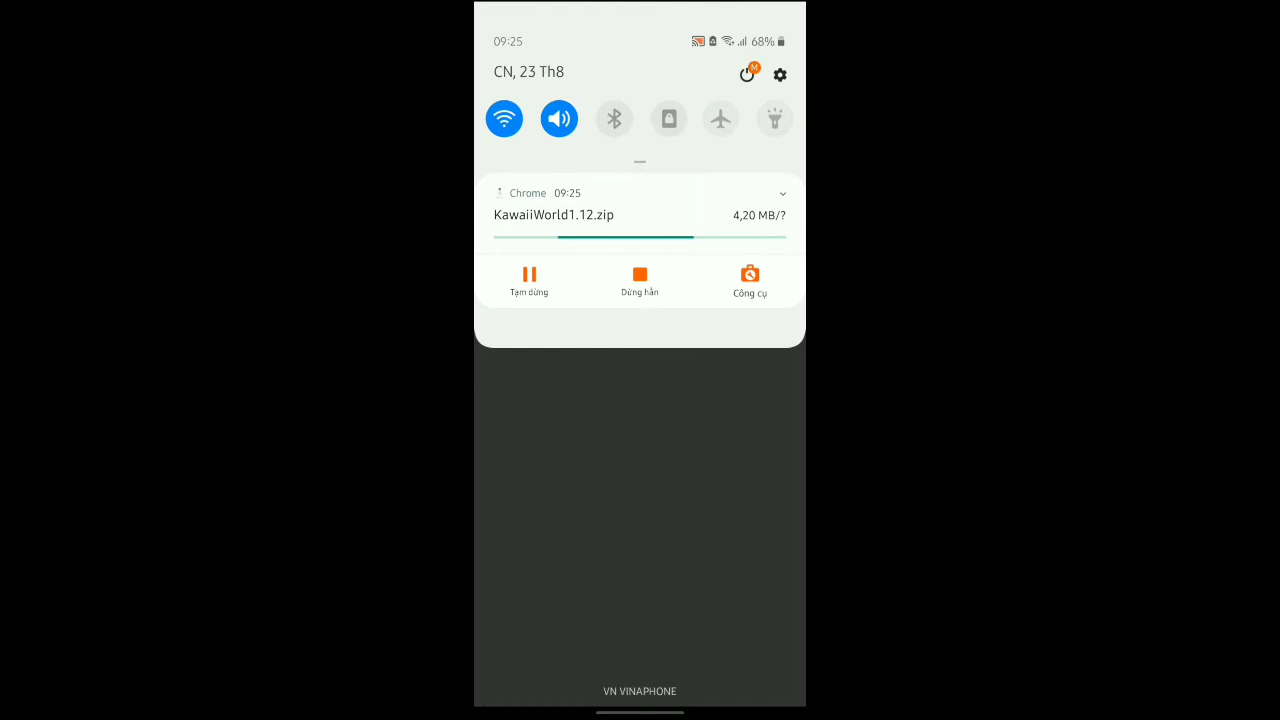 09:25 68%
CN, 23 Th8
M
Chrome 09:25
KawaiiWorld1.12.zip 4,20 MB/?
Tạm dừng Dừng hẳn Công cụ
VN VINAPHONE